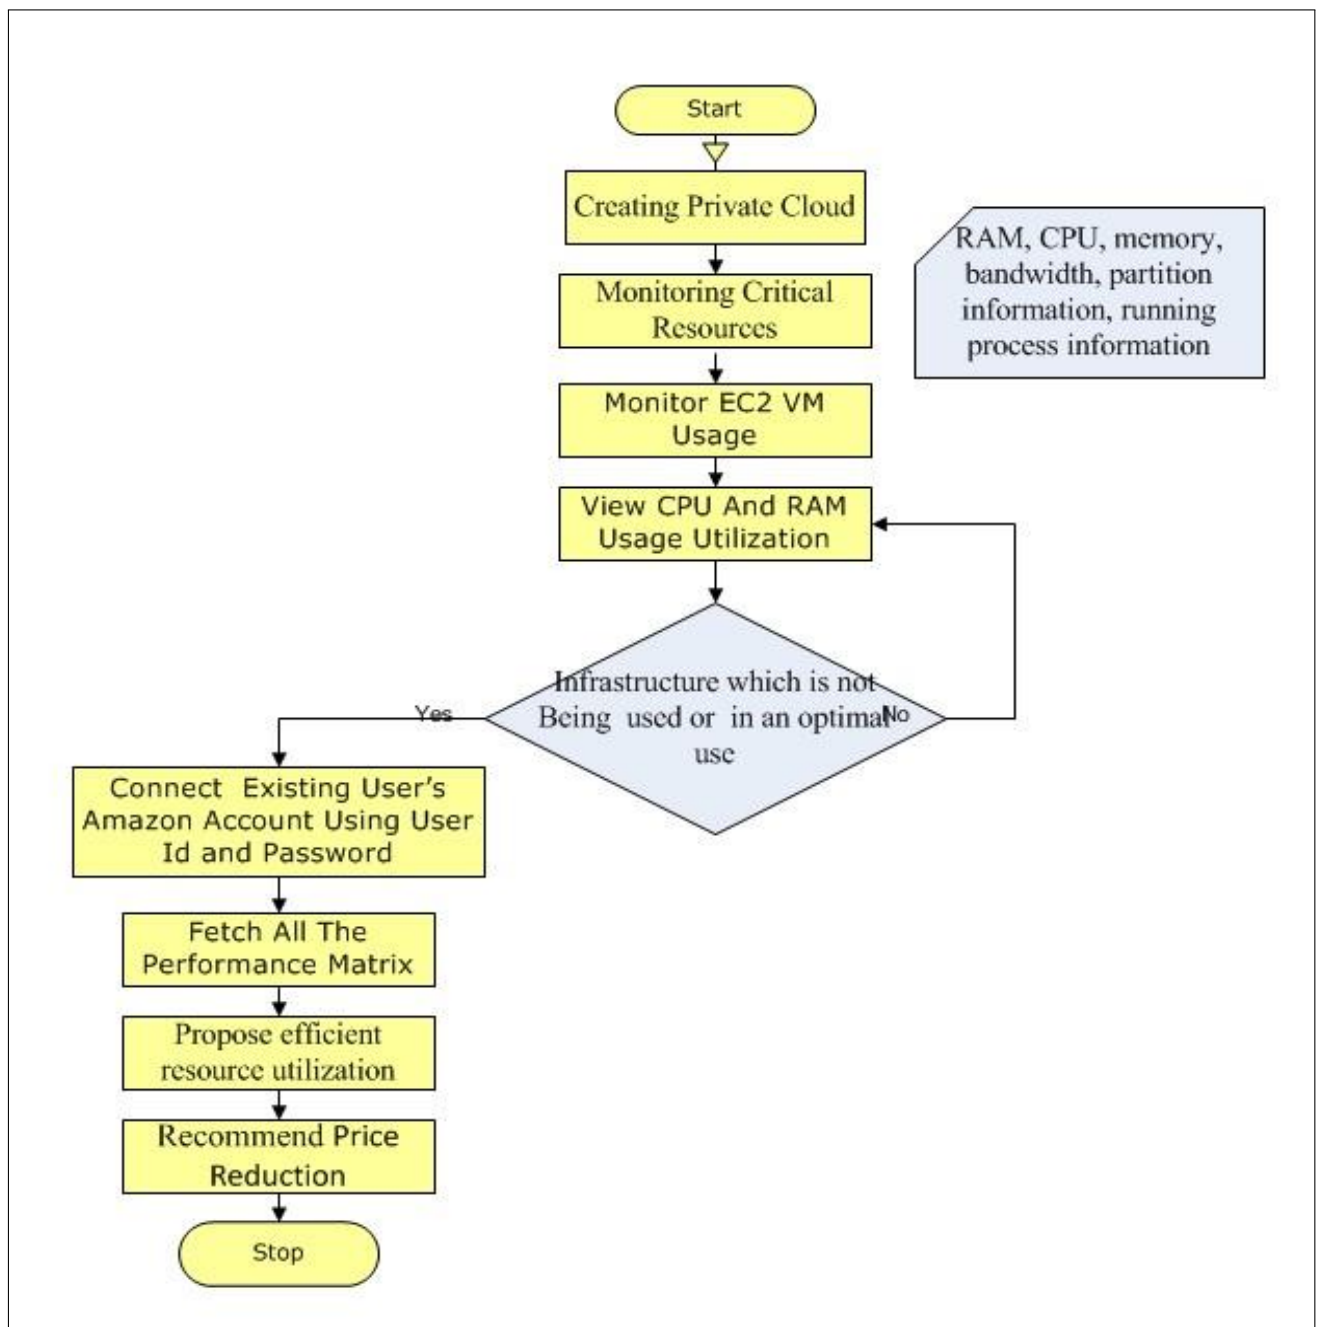 Start
Creating Private Cloud
RAM, CPU, memory,
bandwidth, partition
information, running
process information
Monitoring Critical
Resources
Monitor EC2 VM
Usage
View CPU And RAM
Usage Utilization
Infrastructure which is not
Being used or in an optimal
use
Yes
No
Connect Existing User's
Amazon Account Using User
Id and Password
Fetch All The
Performance Matrix
Propose efficient
resource utilization
Recommend Price
Reduction
Stop